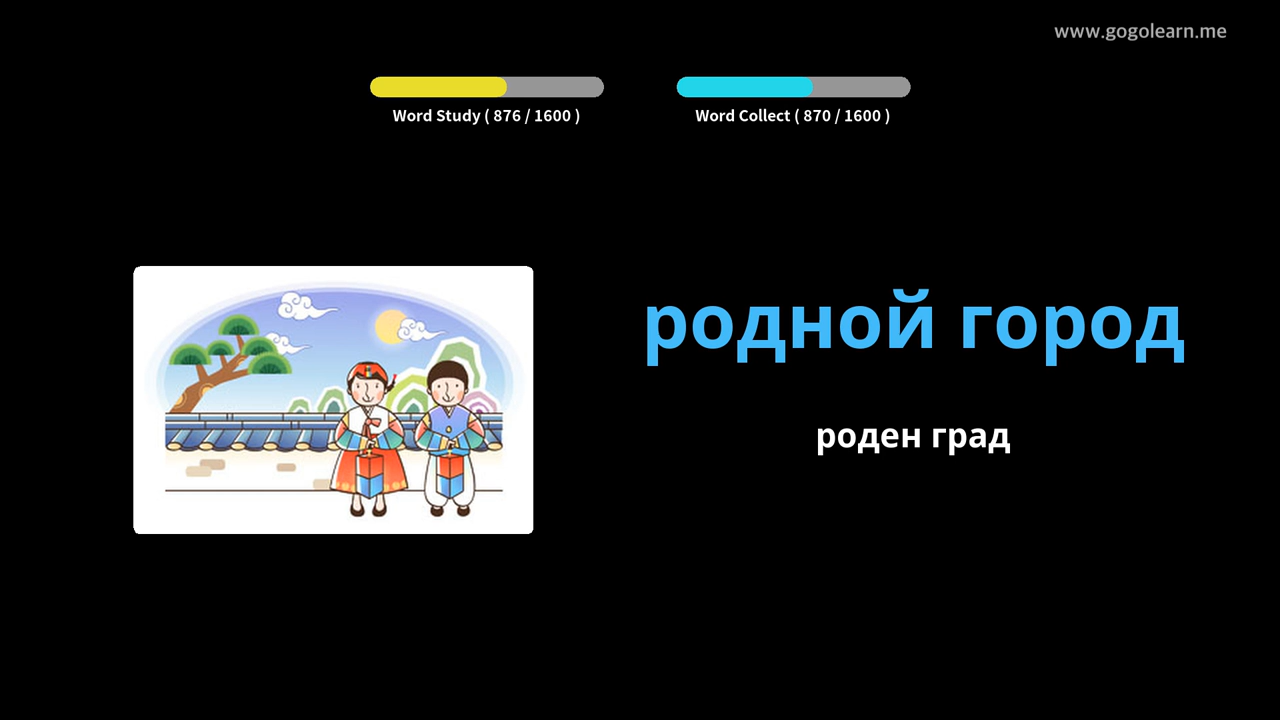 www.gogolearn.me
Word Study ( 876 / 1600 )
Word Collect ( 870 / 1600 )
родной город
роден град